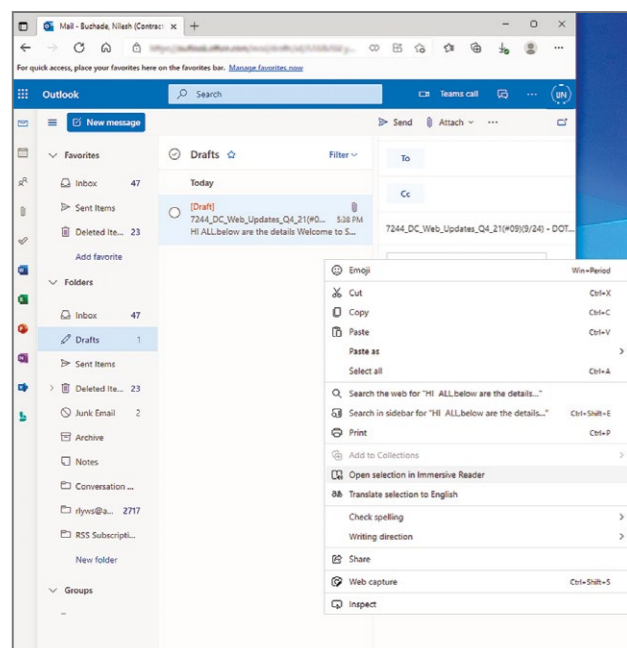 Mail - Buchade, Nilesh (Contrac
For quick access, place your favorites here on the favorites bar. Manage favorites now
Outlook
Search
Teams call
UN
New message
Send
Attach
Favorites
Drafts
Filter
To
Inbox 47
Today
Sent Items
[Draft]
Cc
Deleted Ite... 23
7244_DC_Web_Updates_Q4_21(#0... 5:38 PM
HI ALL,below are the details Welcome to S...
7244_DC_Web_Updates_Q4_21(#09)(9/24) - DOT...
Add favorite
Folders
Inbox 47
Drafts 1
Sent Items
Deleted Ite... 23
Junk Email 2
Archive
Notes
Conversation ...
rlyws@a... 2717
RSS Subscripti...
New folder
Groups
Emoji Win+Period
Cut Ctrl+X
Copy Ctrl+C
Paste Ctrl+V
Paste as
Select all Ctrl+A
Search the web for "HI ALL,below are the details..."
Search in sidebar for "HI ALL,below are the details..." Ctrl+Shift+E
Print Ctrl+P
Add to Collections
Open selection in Immersive Reader
Translate selection to English
Check spelling
Writing direction
Share
Web capture Ctrl+Shift+S
Inspect